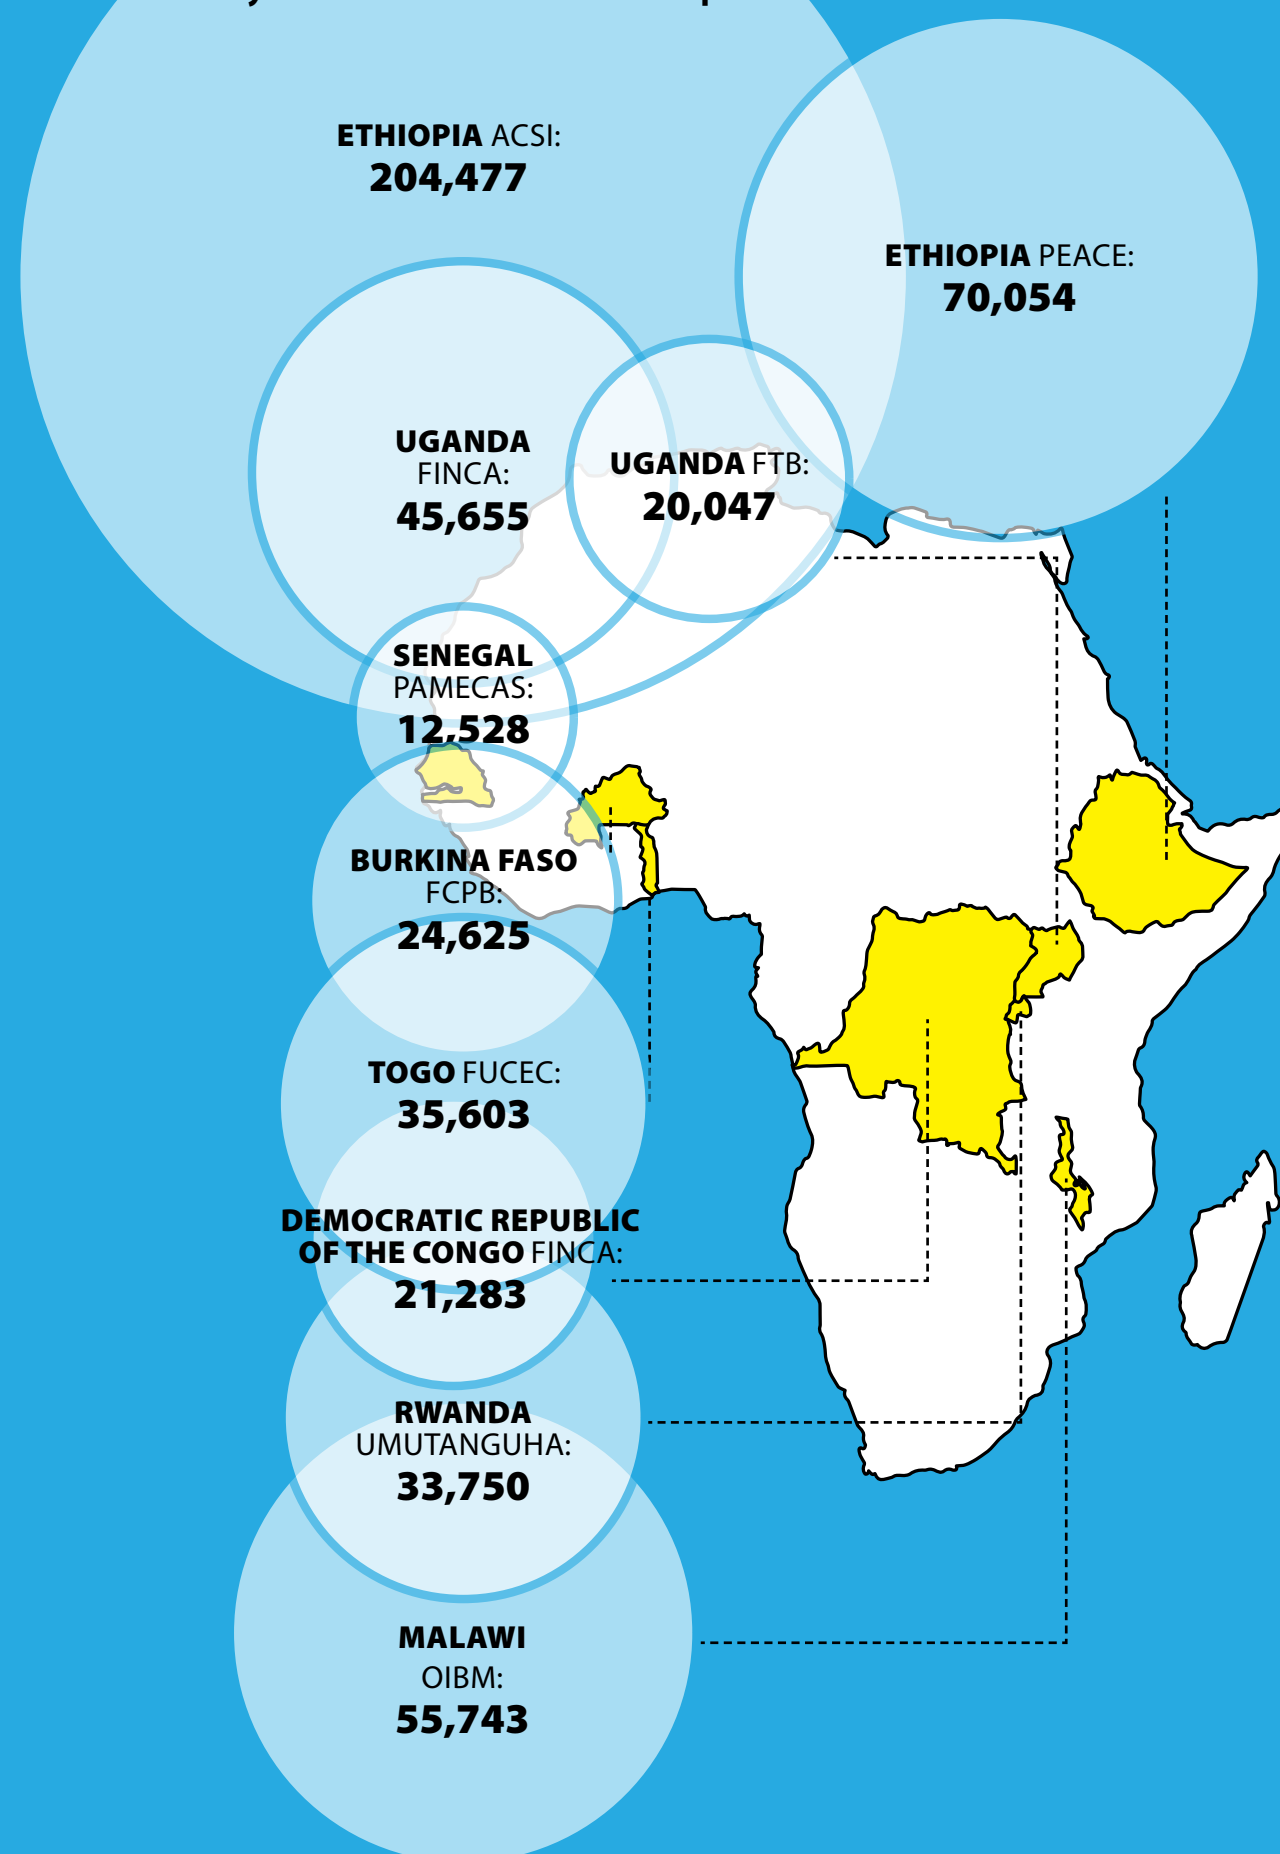 ETHIOPIA ACSI:
204,477
ETHIOPIA PEACE:
70,054
UGANDA
FINCA:
45,655
UGANDA FTB:
20,047
SENEGAL
PAMECAS:
12,528
BURKINA FASO
FCPB:
24,625
TOGO FUCEC:
35,603
DEMOCRATIC REPUBLIC
OF THE CONGO FINCA:
21,283
RWANDA
UMUTANGUHA:
33,750
MALAWI
OIBM:
55,743